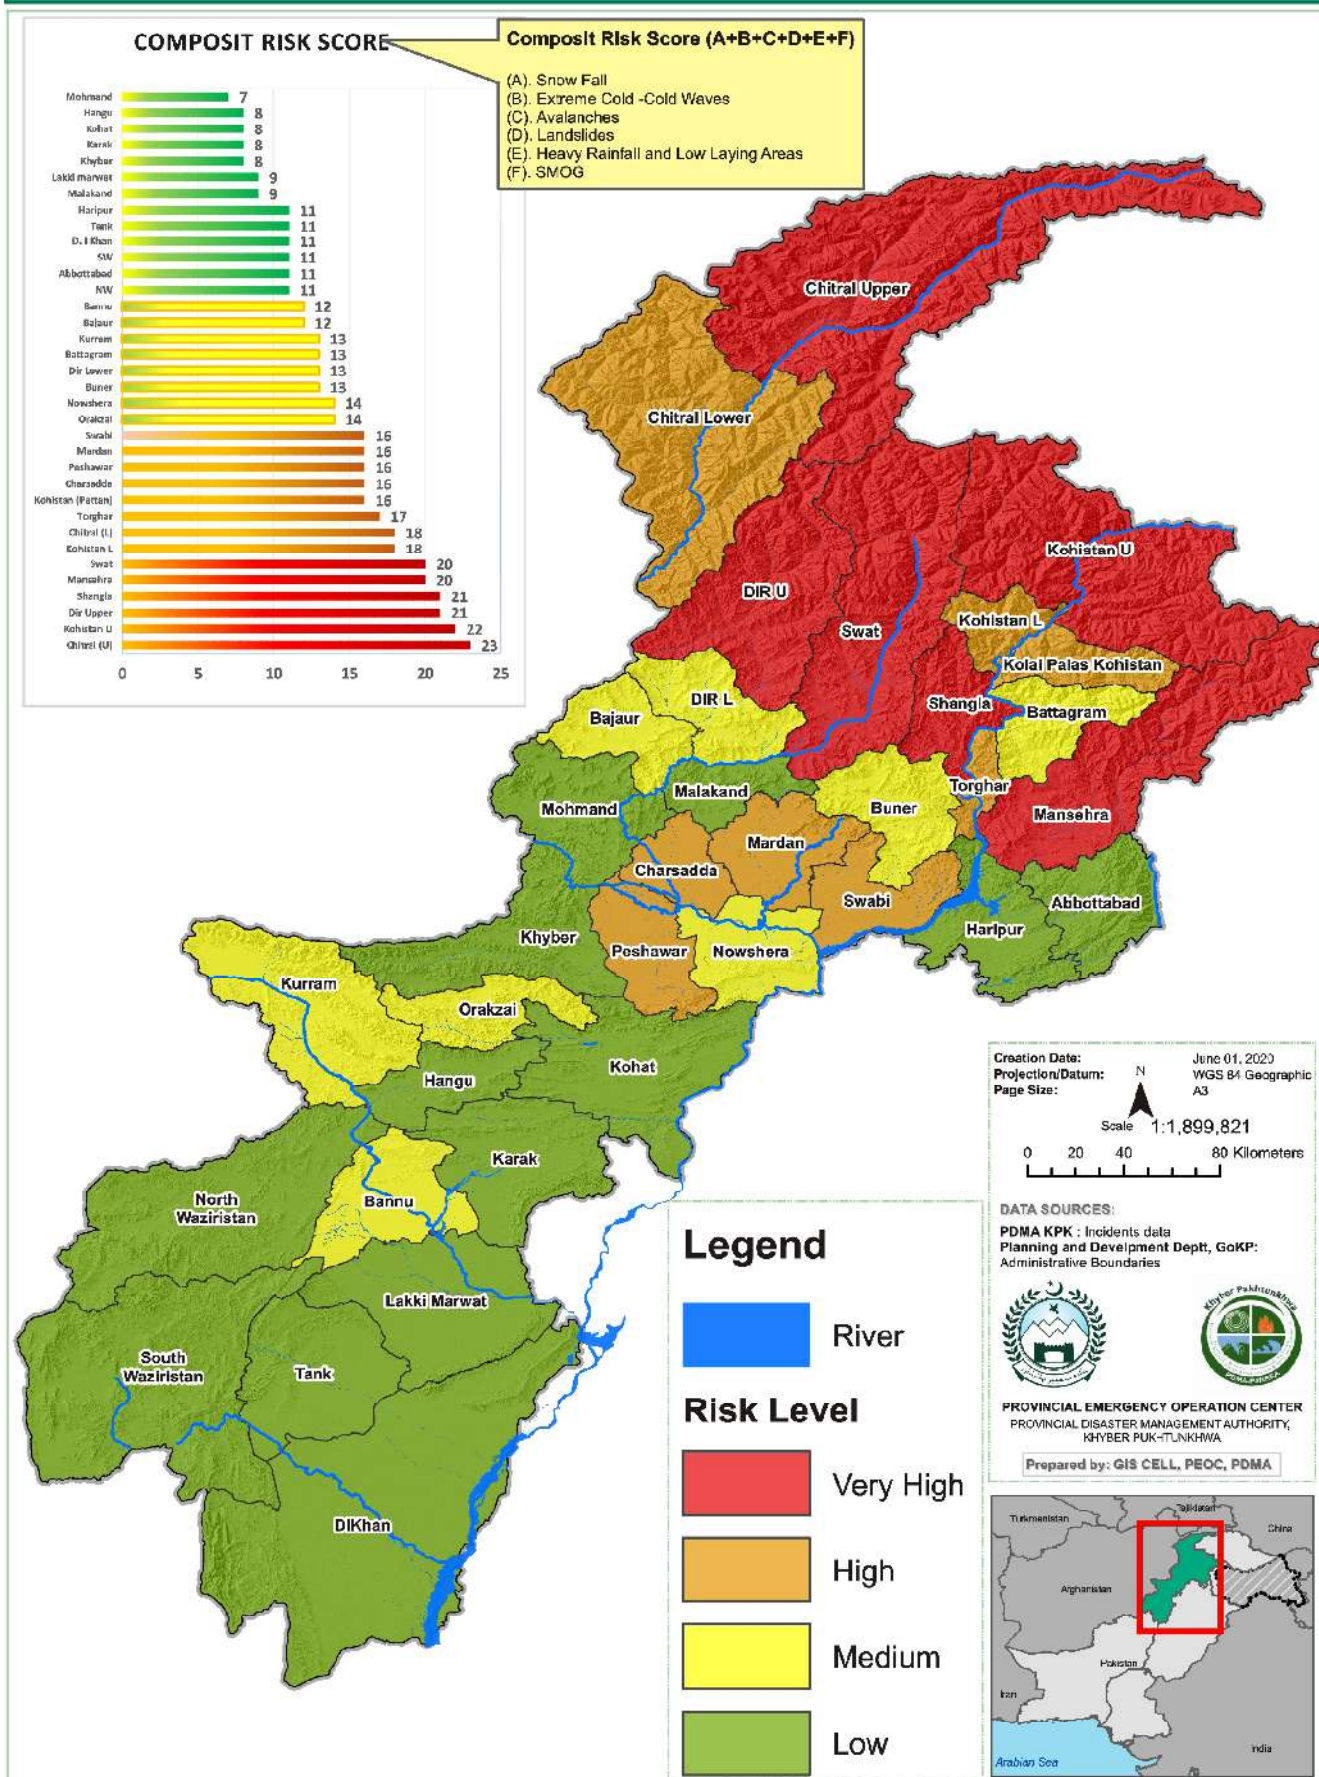 COMPOSIT RISK SCORE
Mohmand 7
Hangu 8
Kohat 8
Karak 8
Khyber 8
Lakki marwat 9
Malakand 9
Haripur 11
Tank 11
D. I Khan 11
SW 11
Abbottabad 11
NW 11
Bannu 12
Bajaur 12
Kurram 13
Battagram 13
Dir Lower 13
Buner 13
Nowshera 14
Orakzai 14
Swabi 16
Mardan 16
Peshawar 16
Charsadda 16
Kohistan (Pattan) 16
Torghar 17
Chitral (L) 18
Kohistan L 18
Swat 20
Mansehra 20
Shangla 21
Dir Upper 21
Kohistan U 22
Chitral (U) 23
0 5 10 15 20 25
Composit Risk Score (A+B+C+D+E+F)
(A). Snow Fall
(B). Extreme Cold -Cold Waves
(C). Avalanches
(D). Landslides
(E). Heavy Rainfall and Low Laying Areas
(F). SMOG
Chitral Upper
Chitral Lower
Kohistan U
DIR U
Swat
Kohistan L
Kolai Palas Kohistan
Shangla
Battagram
DIR L
Bajaur
Torghar
Malakand
Mohmand
Buner
Mansehra
Mardan
Charsadda
Swabi
Abbottabad
Haripur
Khyber
Peshawar
Nowshera
Kurram
Orakzai
Kohat
Hangu
Karak
North
Waziristan
Bannu
Lakki Marwat
South
Waziristan
Tank
DIKhan
Legend
River
Risk Level
Very High
High
Medium
Low
Creation Date: June 01, 2020
Projection/Datum: WGS 84 Geographic
Page Size: A3
N
Scale 1:1,899,821
0 20 40 80 Kilometers
DATA SOURCES:
PDMA KPK : Incidents data
Planning and Develpment Deptt, GoKP:
Administrative Boundaries
Khyber Pakhtunkhwa
PROVINCIAL EMERGENCY OPERATION CENTER
PROVINCIAL DISASTER MANAGEMENT AUTHORITY,
KHYBER PUKHTUNKHWA
Prepared by: GIS CELL, PEOC, PDMA
Turkmenistan
Tajikistan
China
Afghanistan
Pakistan
Iran
India
Arabian Sea